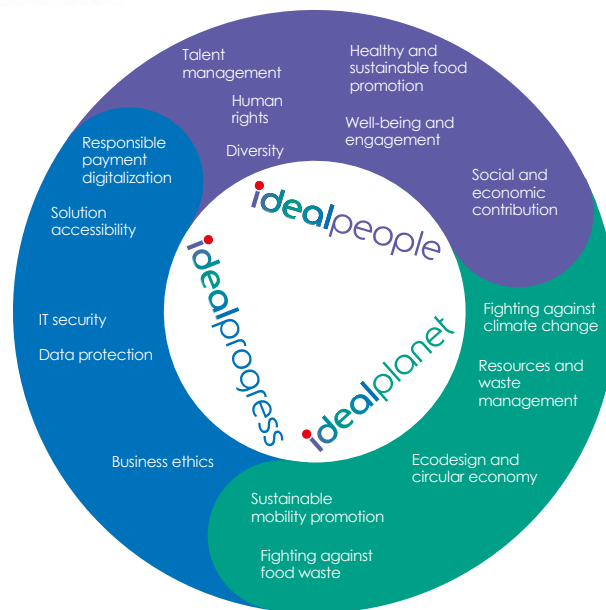 Talent
management
Human
rights
Diversity
Healthy and
sustainable food
promotion
Well-being and
engagement
Social and
economic
contribution
Fighting against
climate change
Resources and
waste
management
Ecodesign and
circular economy
Sustainable
mobility promotion
Fighting against
food waste
Business ethics
Data protection
IT security
Solution
accessibility
Responsible
payment
digitalization
idealpeople
idealplanet
idealprogress